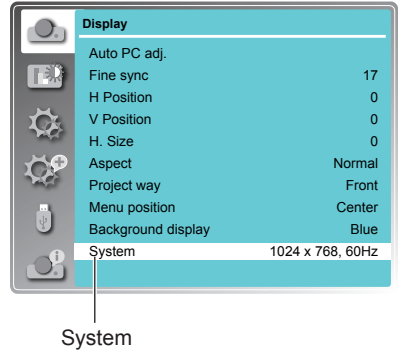 Display
Auto PC adj.
Fine sync 17
H Position 0
V Position 0
H. Size 0
Aspect Normal
Project way Front
Menu position Center
Background display Blue
System 1024 x 768, 60Hz
System